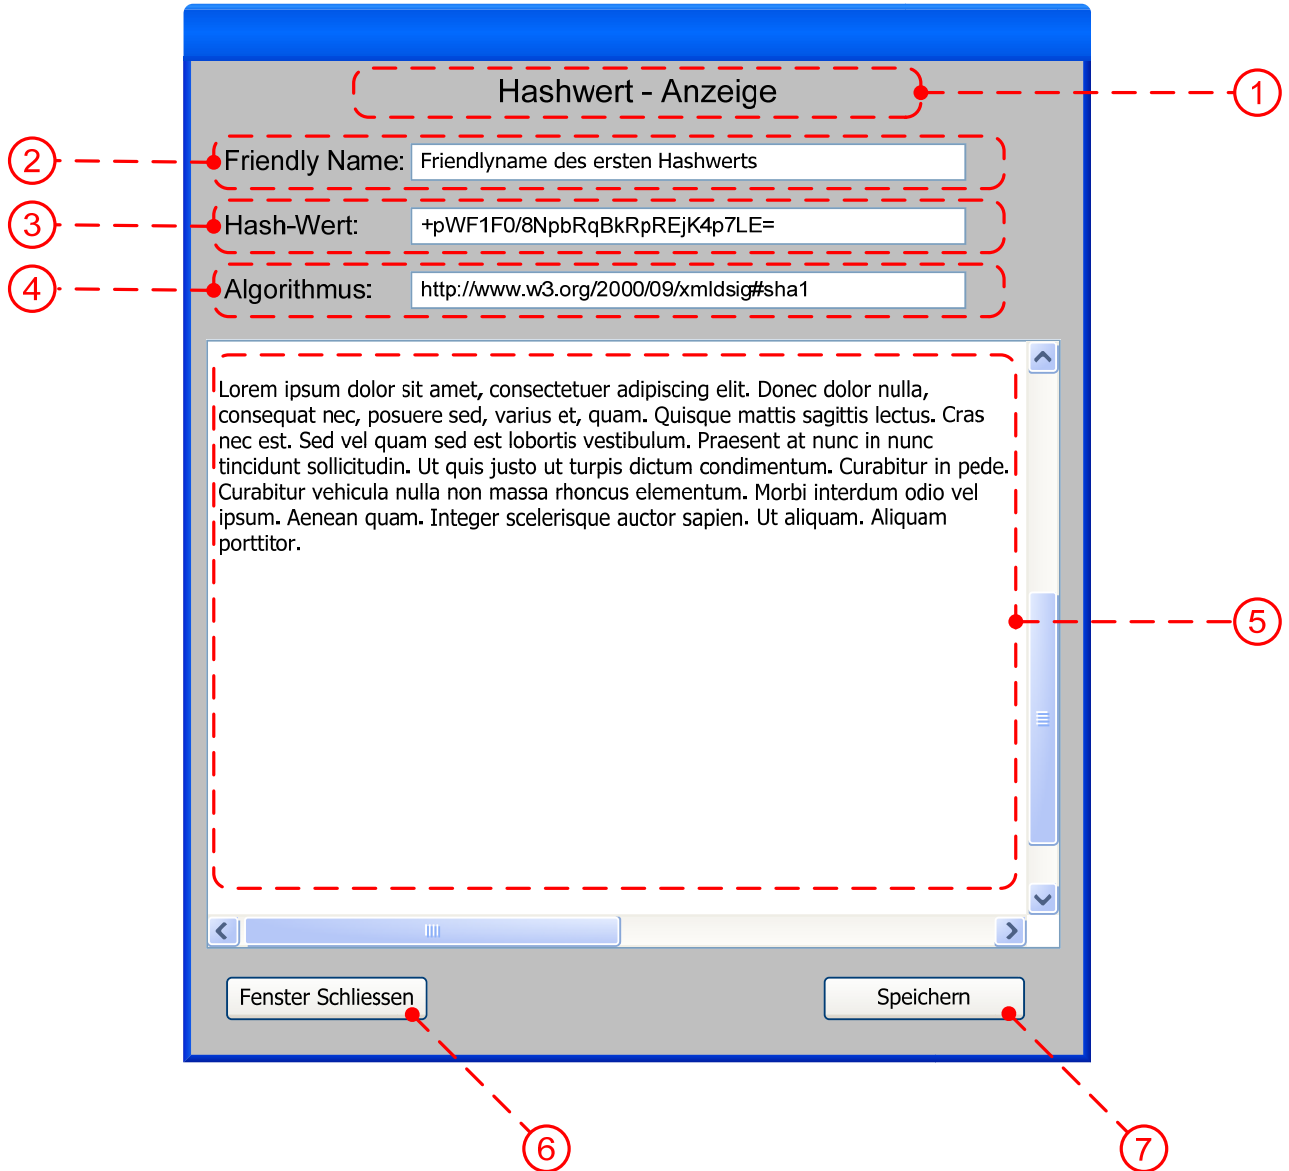 Hashwert - Anzeige
1
2
Friendly Name: Friendlyname des ersten Hashwerts
3
Hash-Wert: +pWF1F0/8NpbRqBkRpREjK4p7LE=
4
Algorithmus: http://www.w3.org/2000/09/xmldsig#sha1
Lorem ipsum dolor sit amet, consectetuer adipiscing elit. Donec dolor nulla,
consequat nec, posuere sed, varius et, quam. Quisque mattis sagittis lectus. Cras
nec est. Sed vel quam sed est lobortis vestibulum. Praesent at nunc in nunc
tincidunt sollicitudin. Ut quis justo ut turpis dictum condimentum. Curabitur in pede.
Curabitur vehicula nulla non massa rhoncus elementum. Morbi interdum odio vel
ipsum. Aenean quam. Integer scelerisque auctor sapien. Ut aliquam. Aliquam
porttitor.
5
Fenster Schliessen
Speichern
6
7